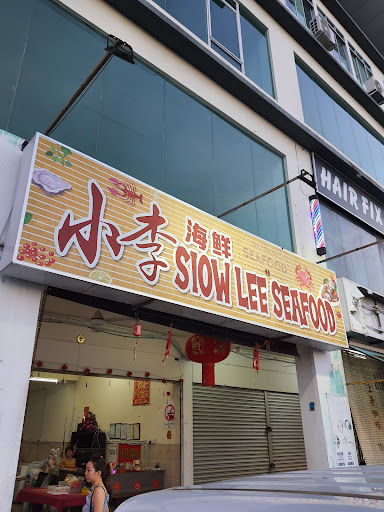 小李
海鲜
SEAFOOD
SIOW LEE SEAFOOD
HAIR FIX